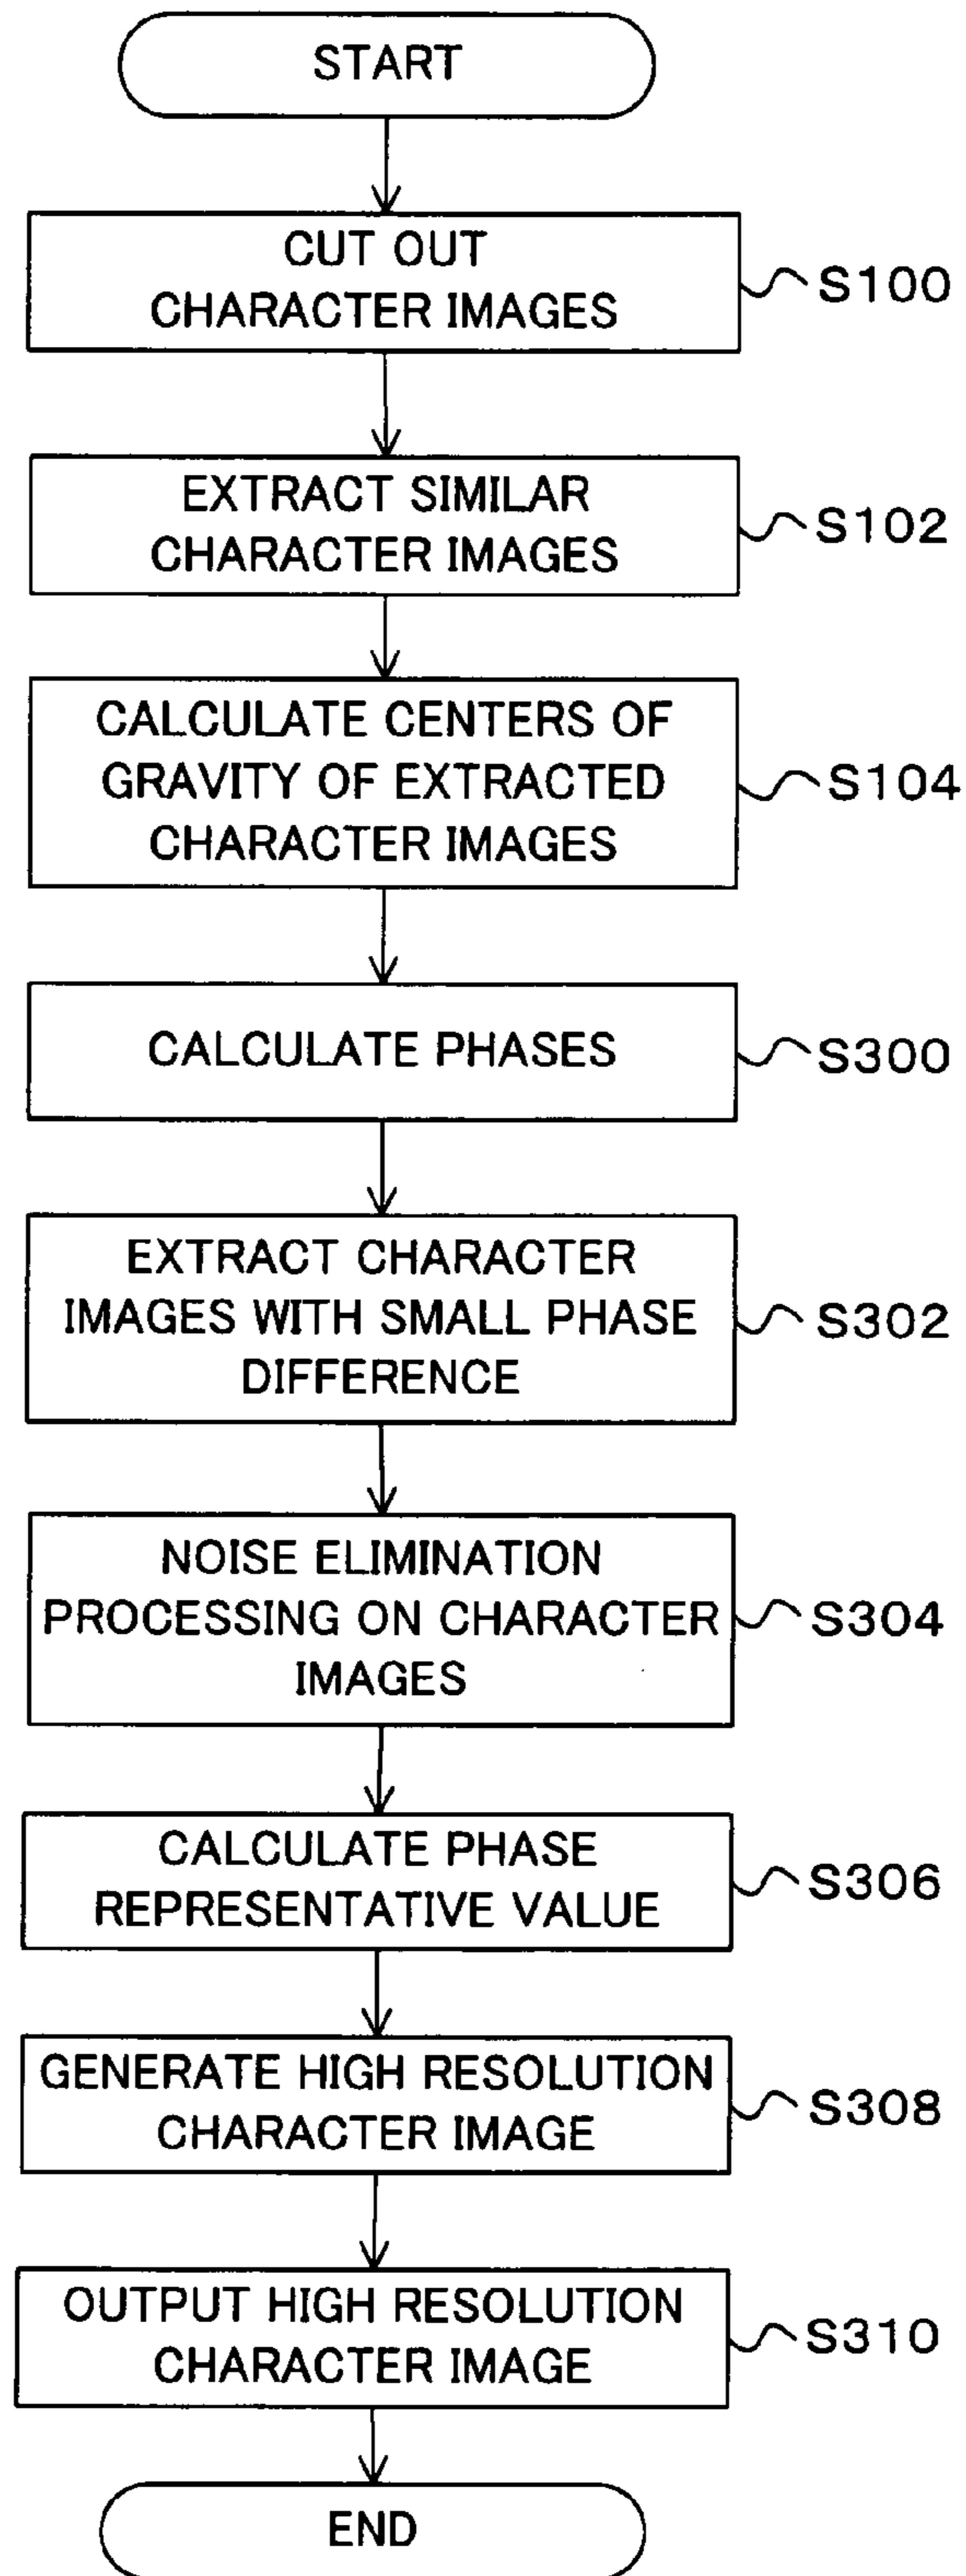 START
CUT OUT
CHARACTER IMAGES
S100
EXTRACT SIMILAR
CHARACTER IMAGES
S102
CALCULATE CENTERS OF
GRAVITY OF EXTRACTED
CHARACTER IMAGES
S104
CALCULATE PHASES
S300
EXTRACT CHARACTER
IMAGES WITH SMALL PHASE
DIFFERENCE
S302
NOISE ELIMINATION
PROCESSING ON CHARACTER
IMAGES
S304
CALCULATE PHASE
REPRESENTATIVE VALUE
S306
GENERATE HIGH RESOLUTION
CHARACTER IMAGE
S308
OUTPUT HIGH RESOLUTION
CHARACTER IMAGE
S310
END